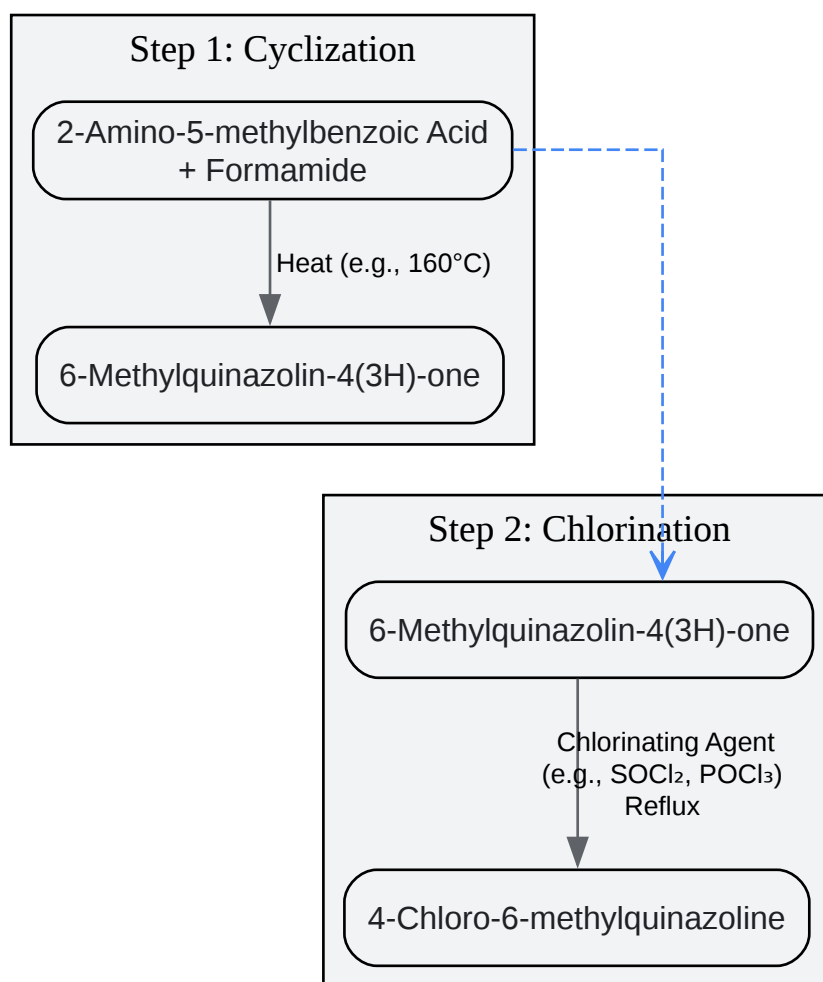 Step 1: Cyclization
2-Amino-5-methylbenzoic Acid
+ Formamide
Heat (e.g., 160°C)
6-Methylquinazolin-4(3H)-one
Step 2: Chlorination
6-Methylquinazolin-4(3H)-one
Chlorinating Agent
(e.g., SOCl₂, POCl₃)
Reflux
4-Chloro-6-methylquinazoline